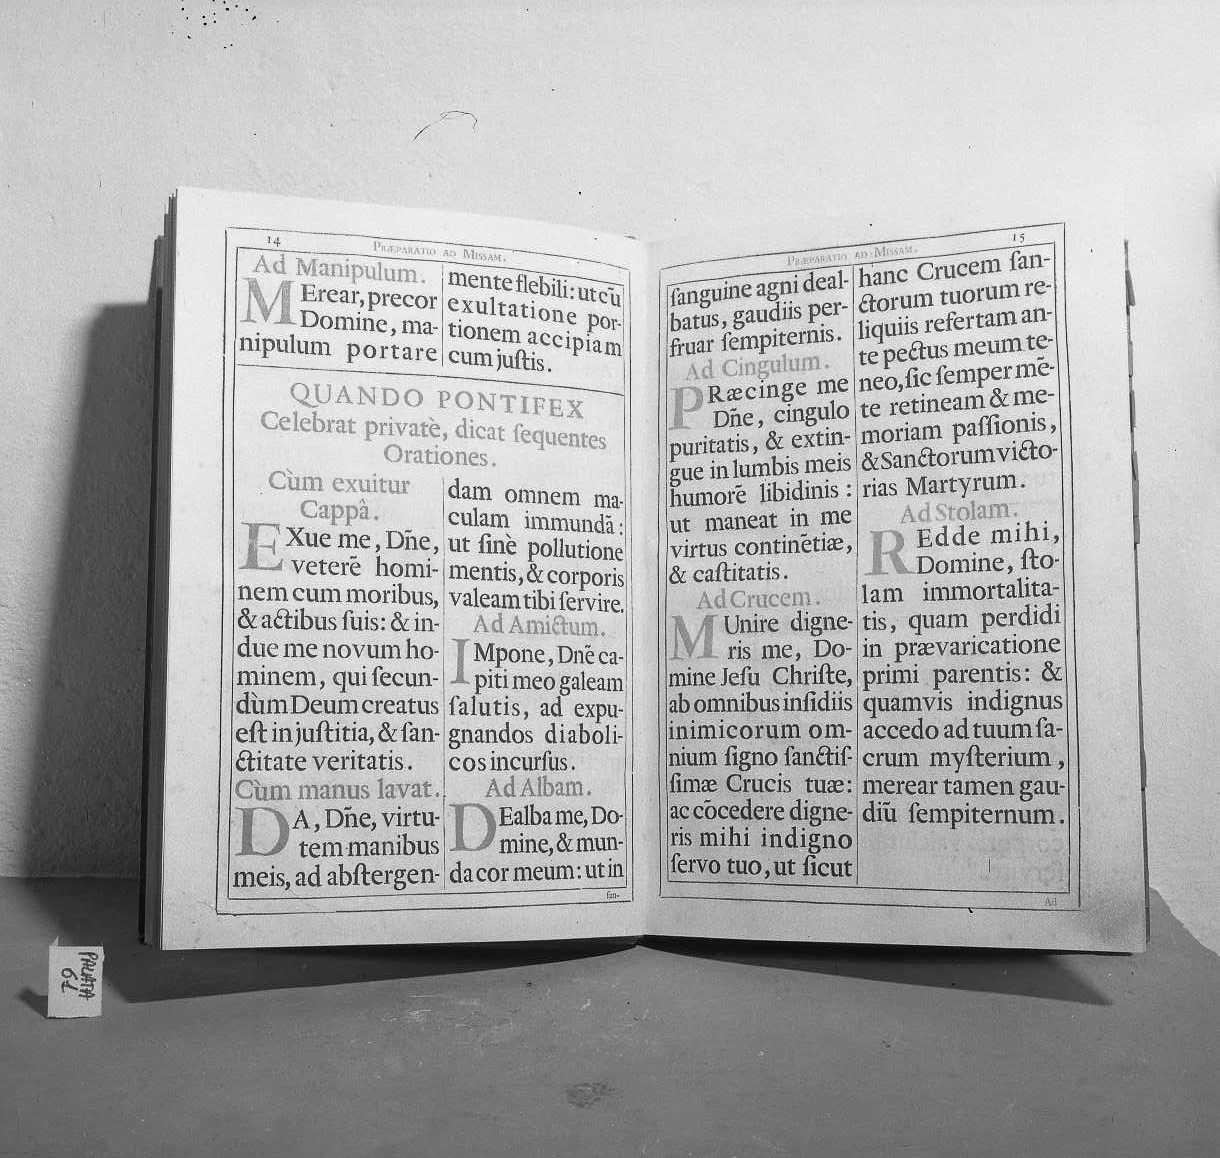 14
PRÆPARATIO AD MISSAM.
Ad Manipulum.
MErear, precor
Domine, ma-
nipulum portare
mente flebili: ut cũ
exultatione por-
tionem accipiam
cum juſtis.
QUANDO PONTIFEX
Celebrat privatè, dicat ſequentes
Orationes.
Cùm exuitur
Cappâ.
EXue me, Dñe,
veterẽ homi-
nem cum moribus,
& actibus ſuis: & in-
due me novum ho-
minem, qui ſecun-
dùm Deum creatus
eſt in juſtitia, & ſan-
ctitate veritatis.
Cùm manus lavat.
DA, Dñe, virtu-
tem manibus
meis, ad abſtergen-
dam omnem ma-
culam immundã:
ut ſinè pollutione
mentis, & corporis
valeam tibi ſervire.
Ad Amictum.
IMpone, Dnẽ ca-
piti meo galeam
ſalutis, ad expu-
gnandos diaboli-
cos incurſus.
Ad Albam.
DEalba me, Do-
mine, & mun-
da cor meum: ut in
ſan-
PRÆPARATIO AD MISSAM.
15
ſanguine agni deal-
batus, gaudiis per-
fruar ſempiternis.
Ad Cingulum.
PRæcinge me
Dñe, cingulo
puritatis, & extin-
gue in lumbis meis
humorẽ libidinis:
ut maneat in me
virtus continẽtiæ,
& caſtitatis.
Ad Crucem.
MUnire digne-
ris me, Do-
mine Jeſu Chriſte,
ab omnibus inſidiis
inimicorum om-
nium ſigno ſanctiſ-
ſimæ Crucis tuæ:
ac cõcedere digne-
ris mihi indigno
ſervo tuo, ut ſicut
hanc Crucem ſan-
ctorum tuorum re-
liquiis refertam an-
te pectus meum te-
neo, ſic ſemper mẽ-
te retineam & me-
moriam paſſionis,
& Sanctorum victo-
rias Martyrum.
Ad Stolam.
REdde mihi,
Domine, ſto-
lam immortalita-
tis, quam perdidi
in prævaricatione
primi parentis: &
quamvis indignus
accedo ad tuum ſa-
crum myſterium,
merear tamen gau-
diũ ſempiternum.
Ad
PALIATA